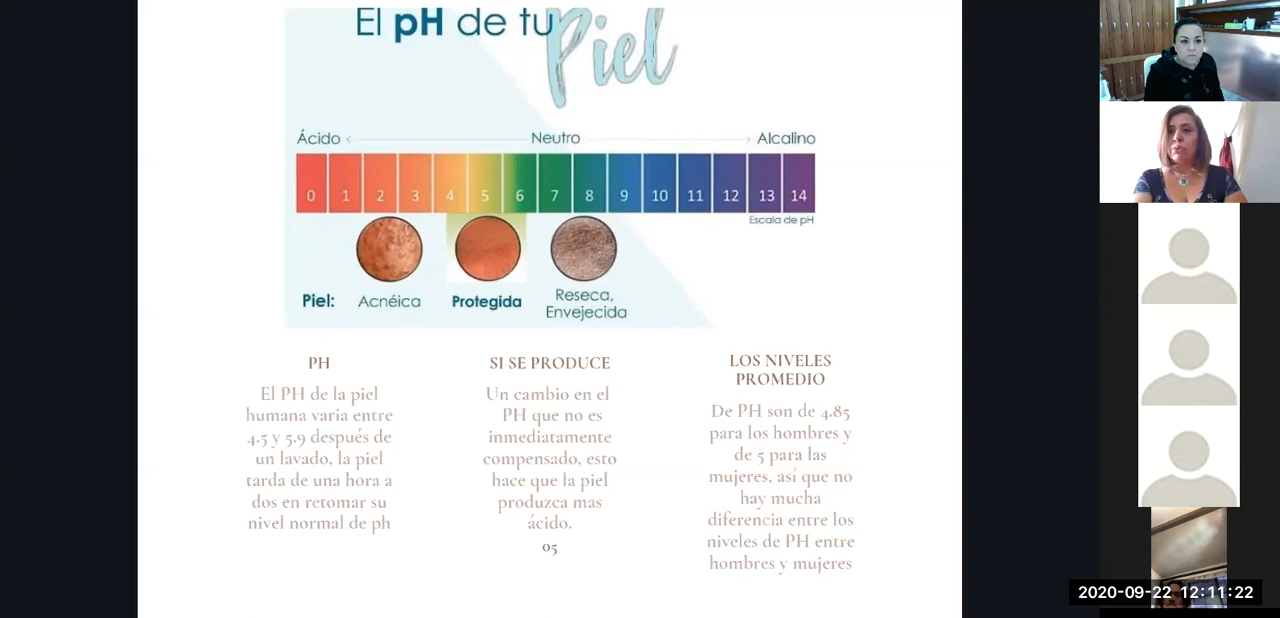 El pH de tu Piel
Ácido Neutro Alcalino
0 1 2 3 4 5 6 7 8 9 10 11 12 13 14
Escala de pH
Piel: Acnéica Protegida Reseca,
Envejecida
PH
El PH de la piel
humana varia entre
4.5 y 5.9 después de
un lavado, la piel
tarda de una hora a
dos en retomar su
nivel normal de ph
SI SE PRODUCE
Un cambio en el
PH que no es
inmediatamente
compensado, esto
hace que la piel
produzca mas
ácido.
05
LOS NIVELES
PROMEDIO
De PH son de 4.85
para los hombres y
de 5 para las
mujeres, así que no
hay mucha
diferencia entre los
niveles de PH entre
hombres y mujeres
2020-09-22 12:11:22